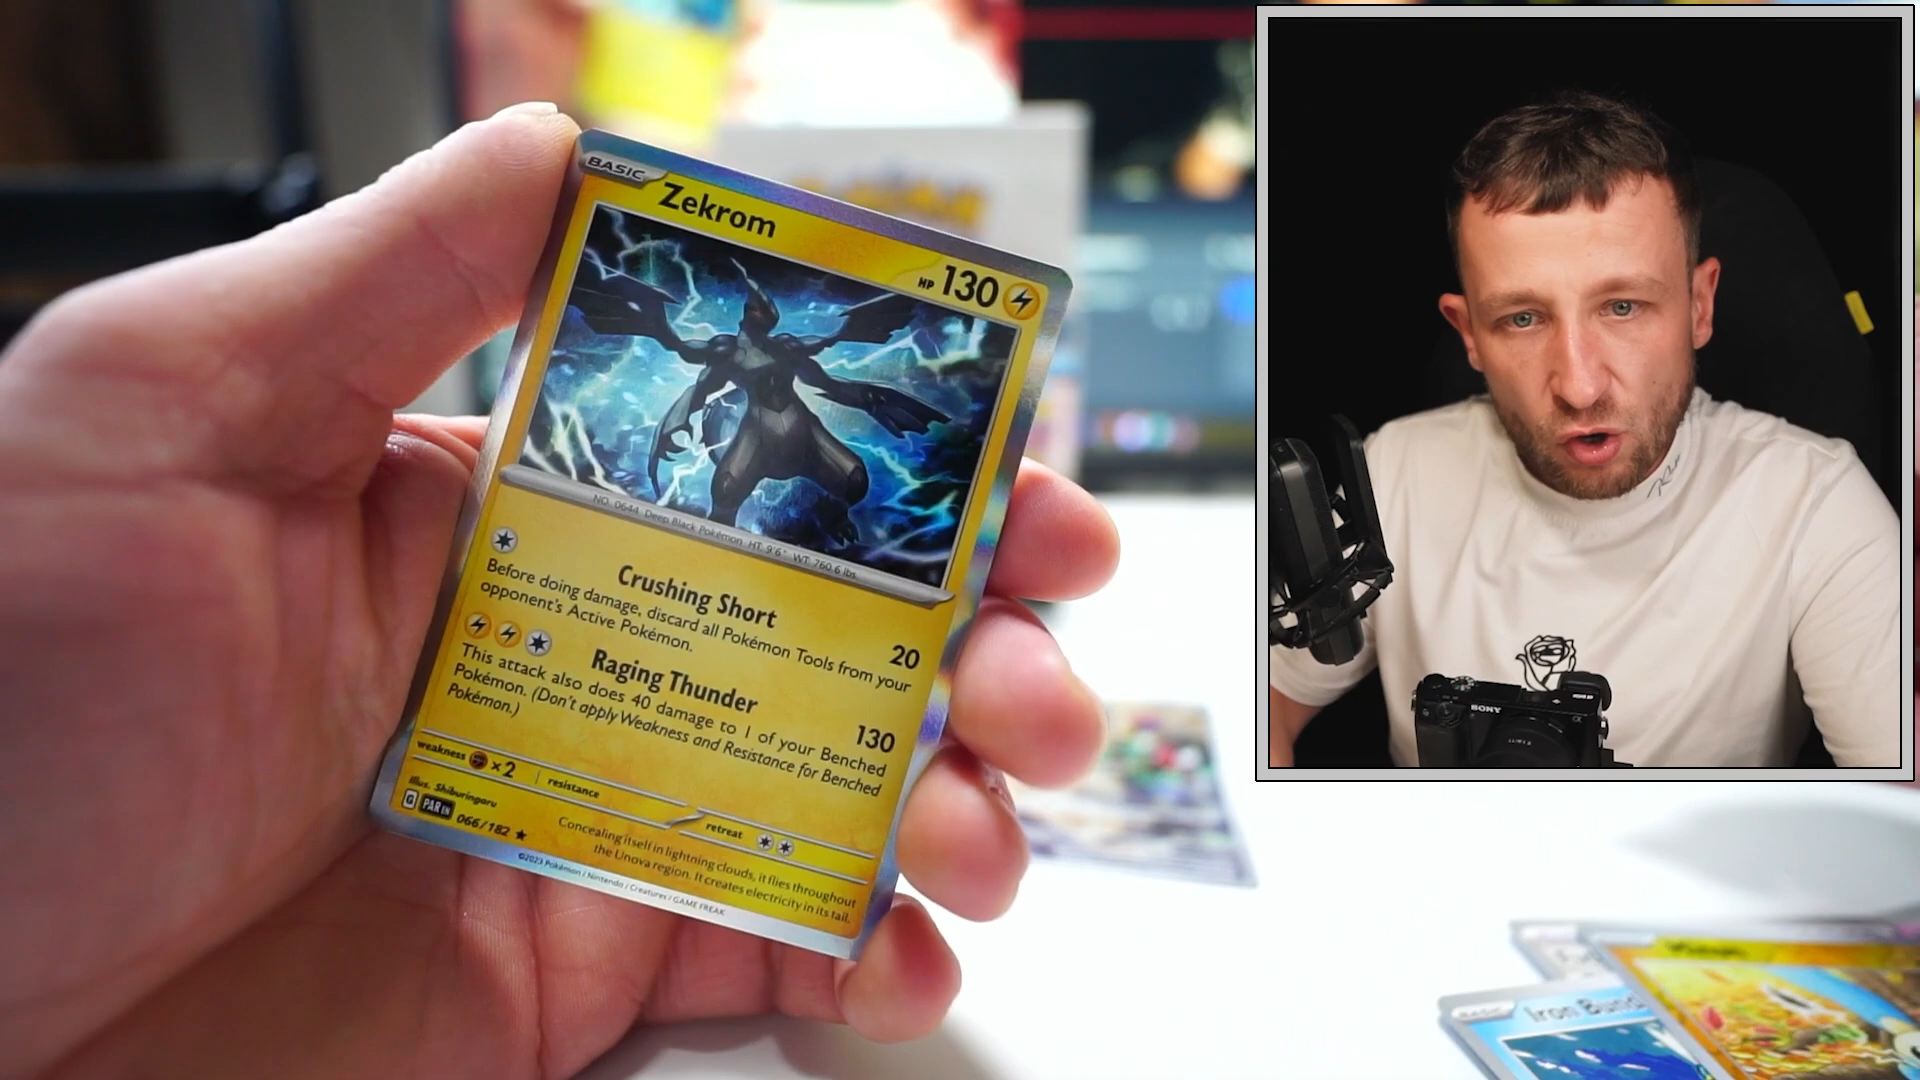 BASIC
Zekrom
HP 130
NO. 0644 Deep Black Pokémon HT: 9'6" WT: 760.6 lbs
Crushing Short
20
Before doing damage, discard all Pokémon Tools from your
opponent's Active Pokémon.
Raging Thunder
130
This attack also does 40 damage to 1 of your Benched
Pokémon. (Don't apply Weakness and Resistance for Benched
Pokémon.)
weakness x2 resistance
retreat
Illus. Shiburingaru
G PAR EN 066/182
Concealing itself in lightning clouds, it flies throughout
the Unova region. It creates electricity in its tail.
©2023 Pokémon / Nintendo / Creatures / GAME FREAK
SONY
BASIC
Iron